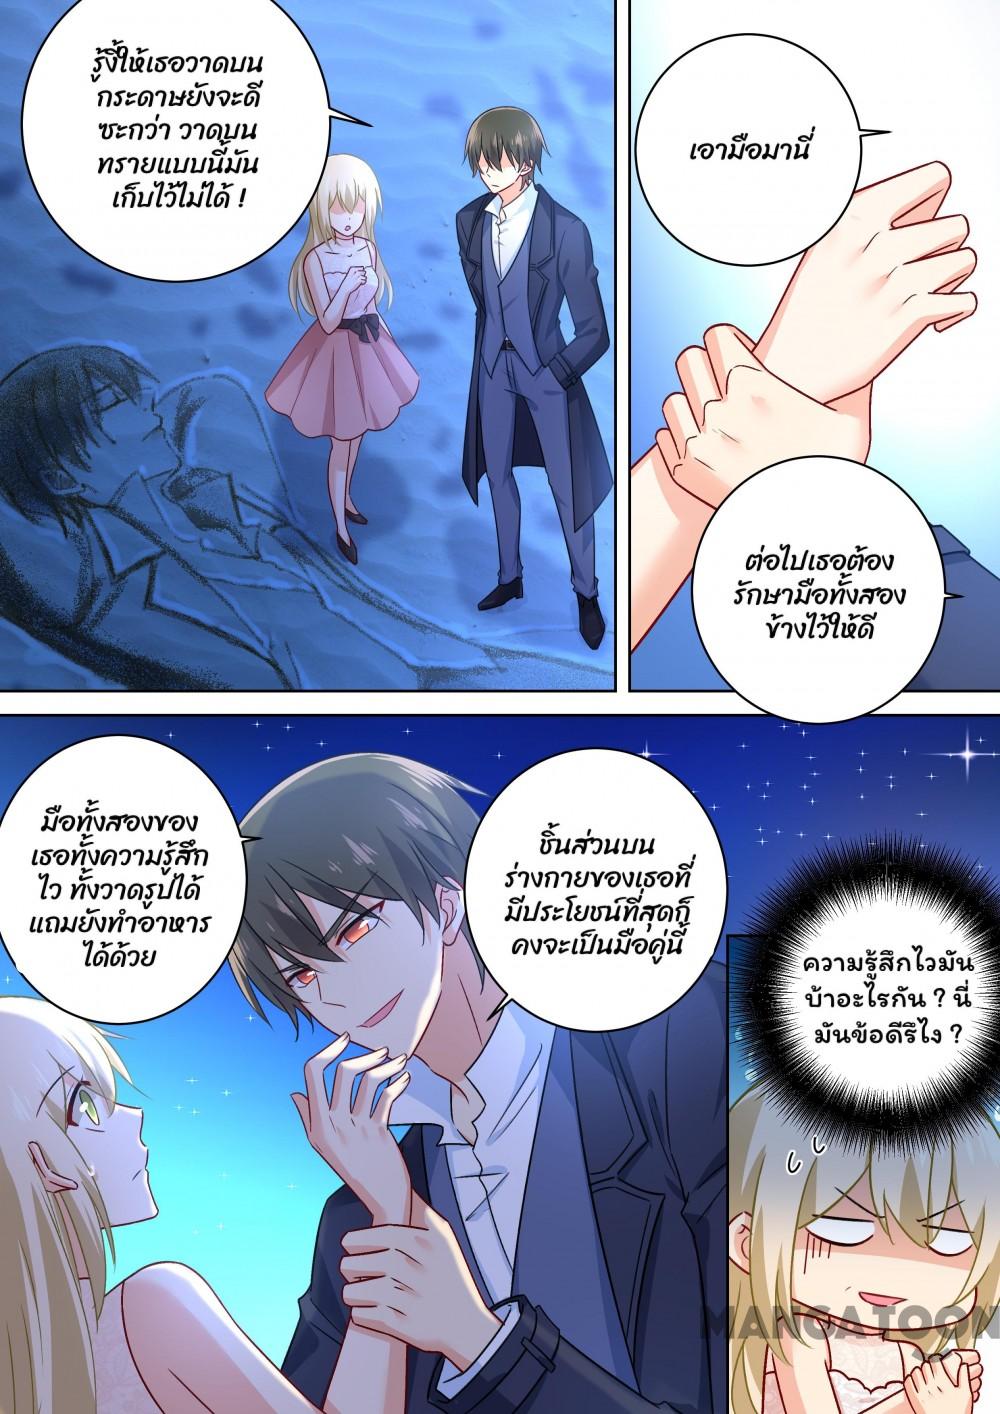 รู้งี้ให้เธอวาดบน
กระดาษยังจะดี
ซะกว่า วาดบน
ทรายแบบนี้มัน
เก็บไว้ไม่ได้ !
เอามือมานี่
ต่อไปเธอต้อง
รักษามือทั้งสอง
ข้างไว้ให้ดี
มือทั้งสองของ
เธอทั้งความรู้สึก
ไว ทั้งวาดรูปได้
แถมยังทำอาหาร
ได้ด้วย
ชิ้นส่วนบน
ร่างกายของเธอที่
มีประโยชน์ที่สุดก็
คงจะเป็นมือคู่นี้
ความรู้สึกไวมัน
บ้าอะไรกัน ? นี่
มันข้อดีรึไง ?
MANGATOON